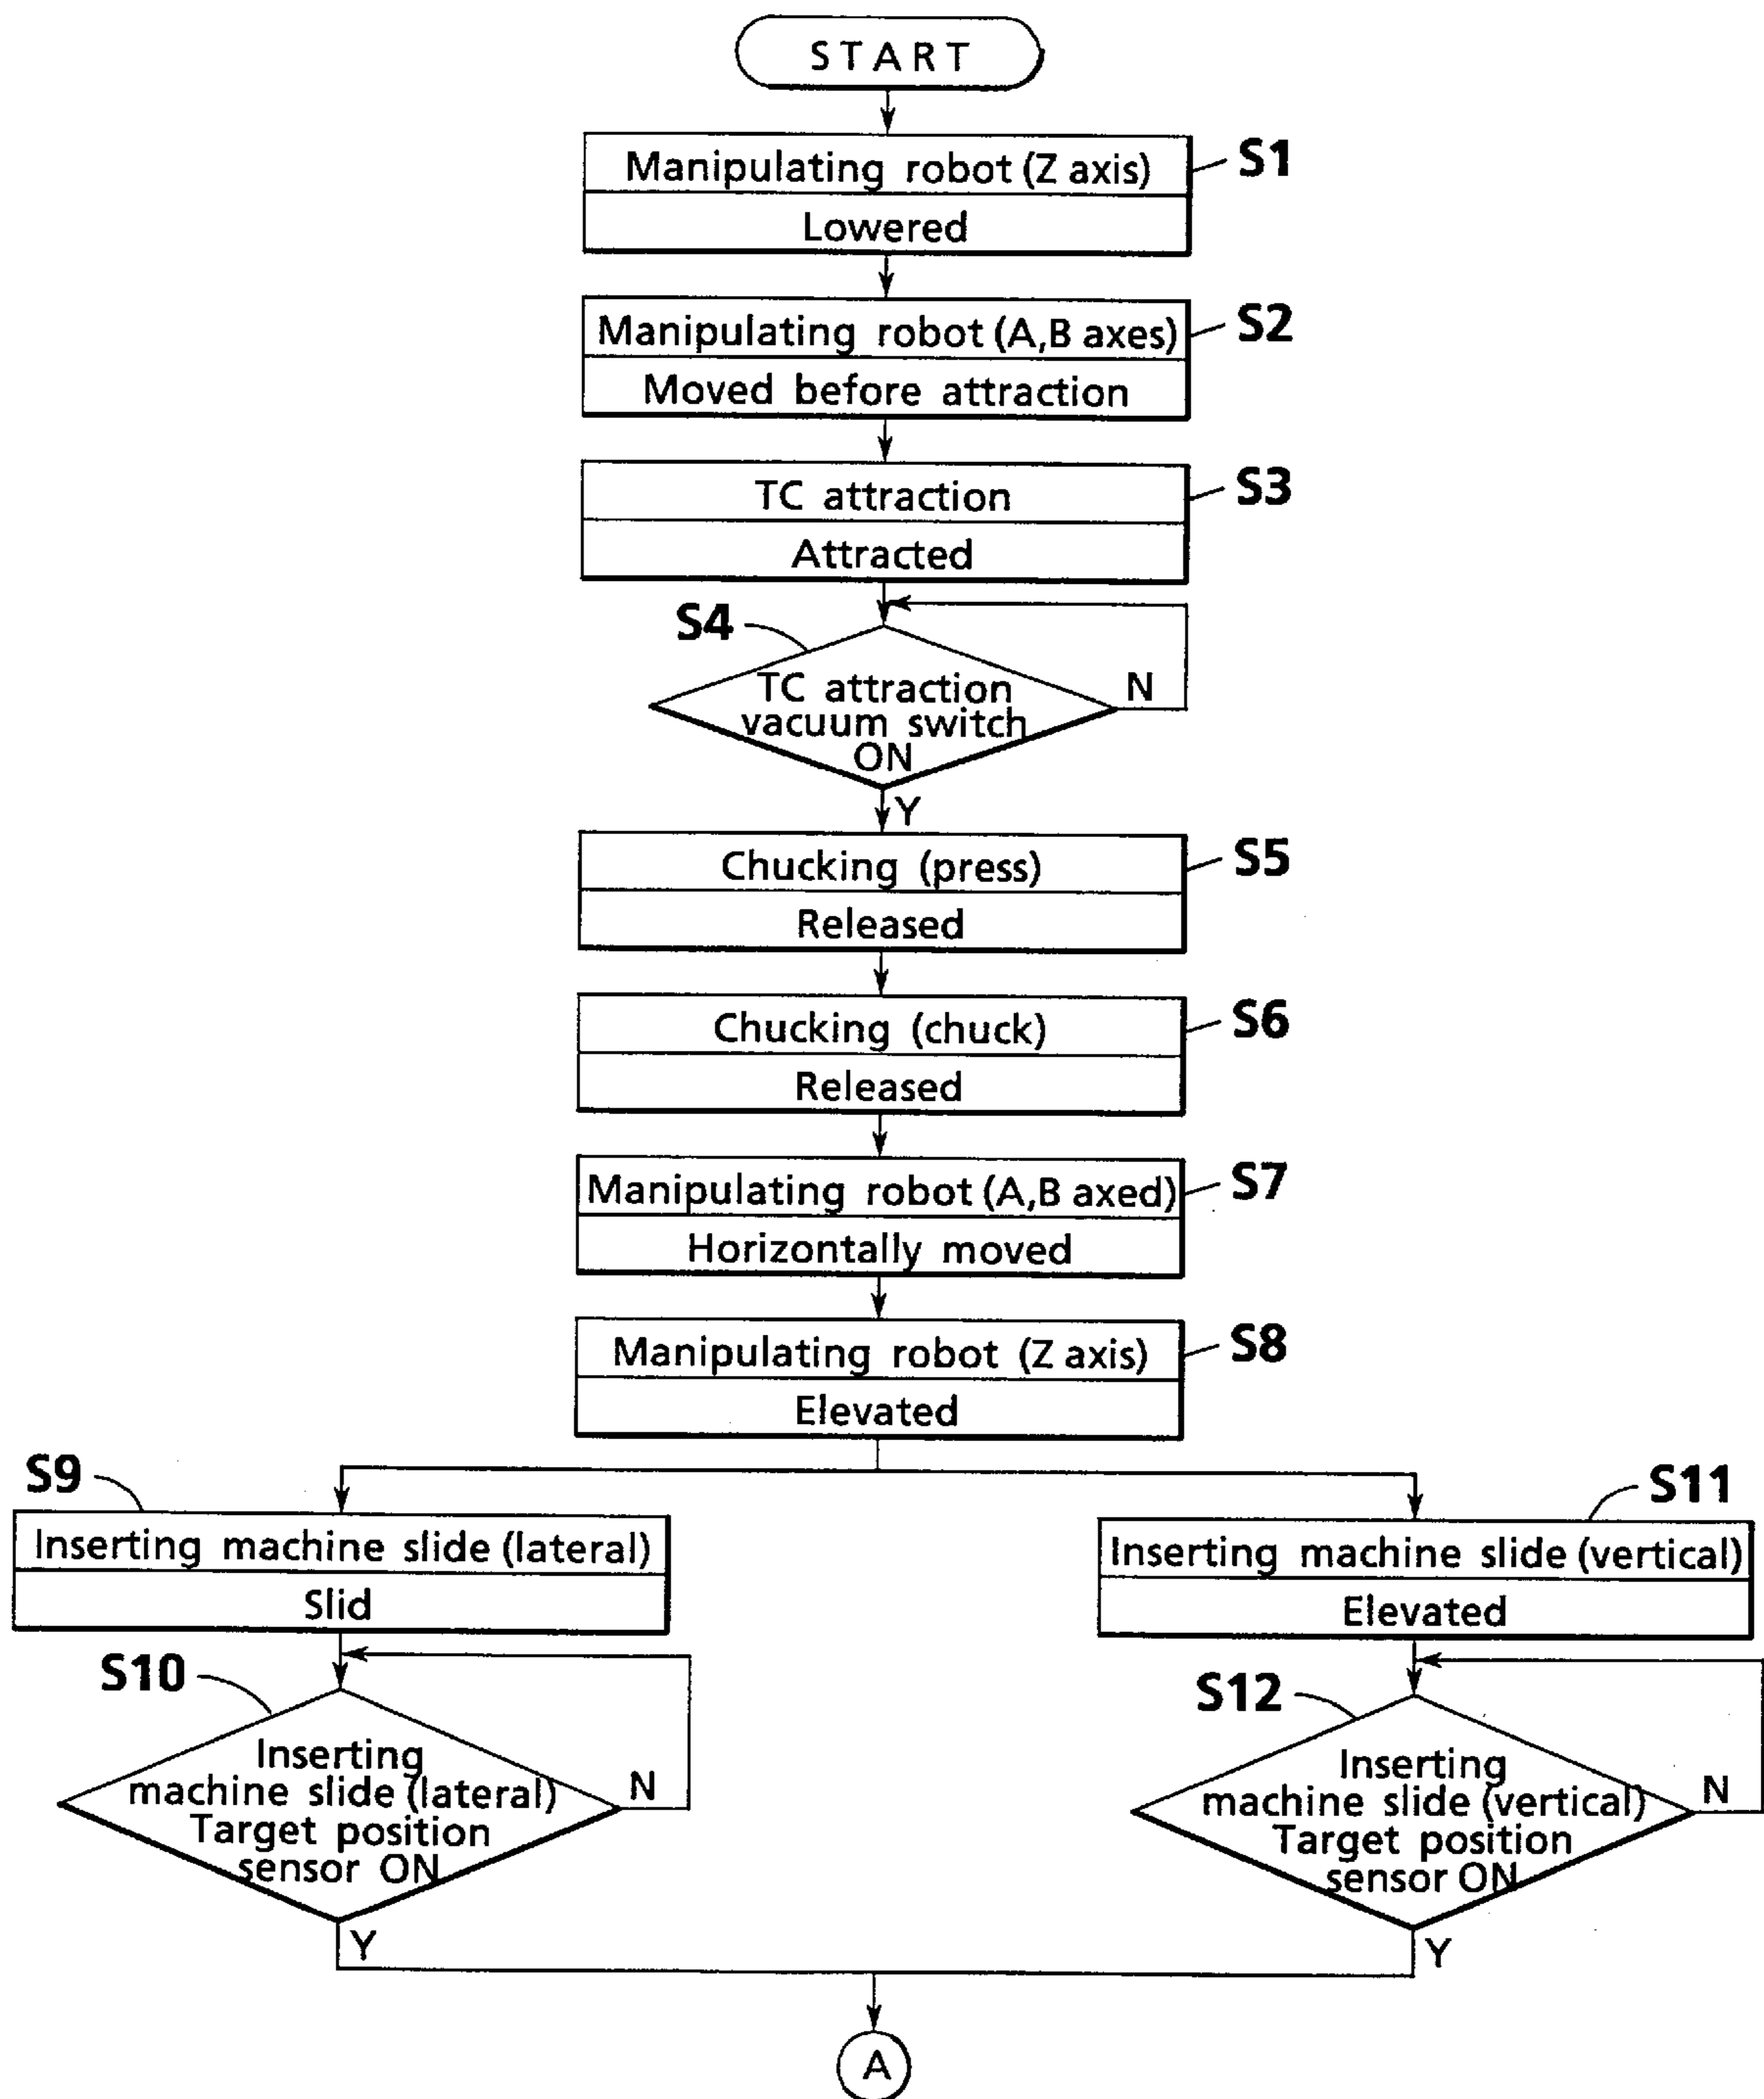 START
Manipulating robot (Z axis)
S1
Lowered
Manipulating robot (A,B axes)
S2
Moved before attraction
TC attraction
S3
Attracted
S4
TC attraction
vacuum switch
ON
N
Y
Chucking (press)
S5
Released
Chucking (chuck)
S6
Released
Manipulating robot (A,B axed)
S7
Horizontally moved
Manipulating robot (Z axis)
S8
Elevated
S9
Inserting machine slide (lateral)
Slid
S10
Inserting
machine slide (lateral)
Target position
sensor ON
N
Y
S11
Inserting machine slide (vertical)
Elevated
S12
Inserting
machine slide (vertical)
Target position
sensor ON
N
Y
A